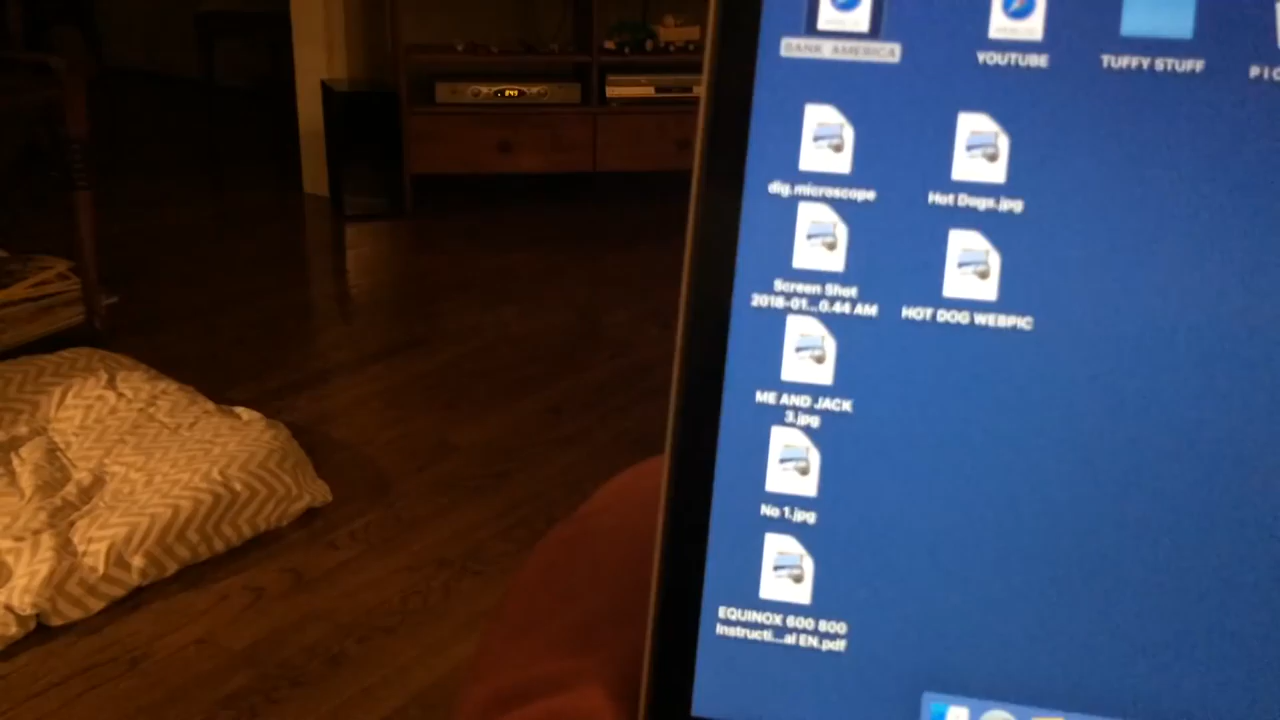 BANK AMERICA
YOUTUBE
TUFFY STUFF
dig.microscope
Hot Dogs.jpg
Screen Shot
2018-01...0.44 AM
HOT DOG WEBPIC
ME AND JACK
3.jpg
No 1.jpg
EQUINOX 600 800
Instructi...al EN.pdf